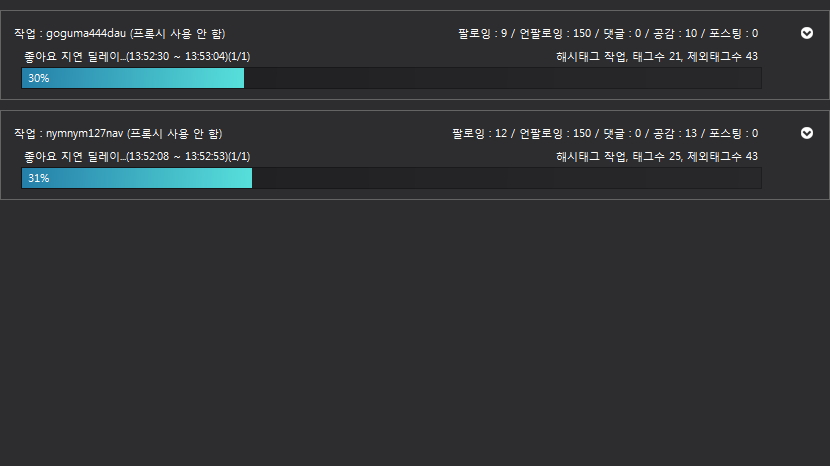 작업 : goguma444dau (프록시 사용 안 함) 팔로잉 : 9 / 언팔로잉 : 150 / 댓글 : 0 / 공감 : 10 / 포스팅 : 0
좋아요 지연 딜레이...(13:52:30 ~ 13:53:04)(1/1) 해시태그 작업, 태그수 21, 제외태그수 43
30%
작업 : nymnym127nav (프록시 사용 안 함) 팔로잉 : 12 / 언팔로잉 : 150 / 댓글 : 0 / 공감 : 13 / 포스팅 : 0
좋아요 지연 딜레이...(13:52:08 ~ 13:52:53)(1/1) 해시태그 작업, 태그수 25, 제외태그수 43
31%